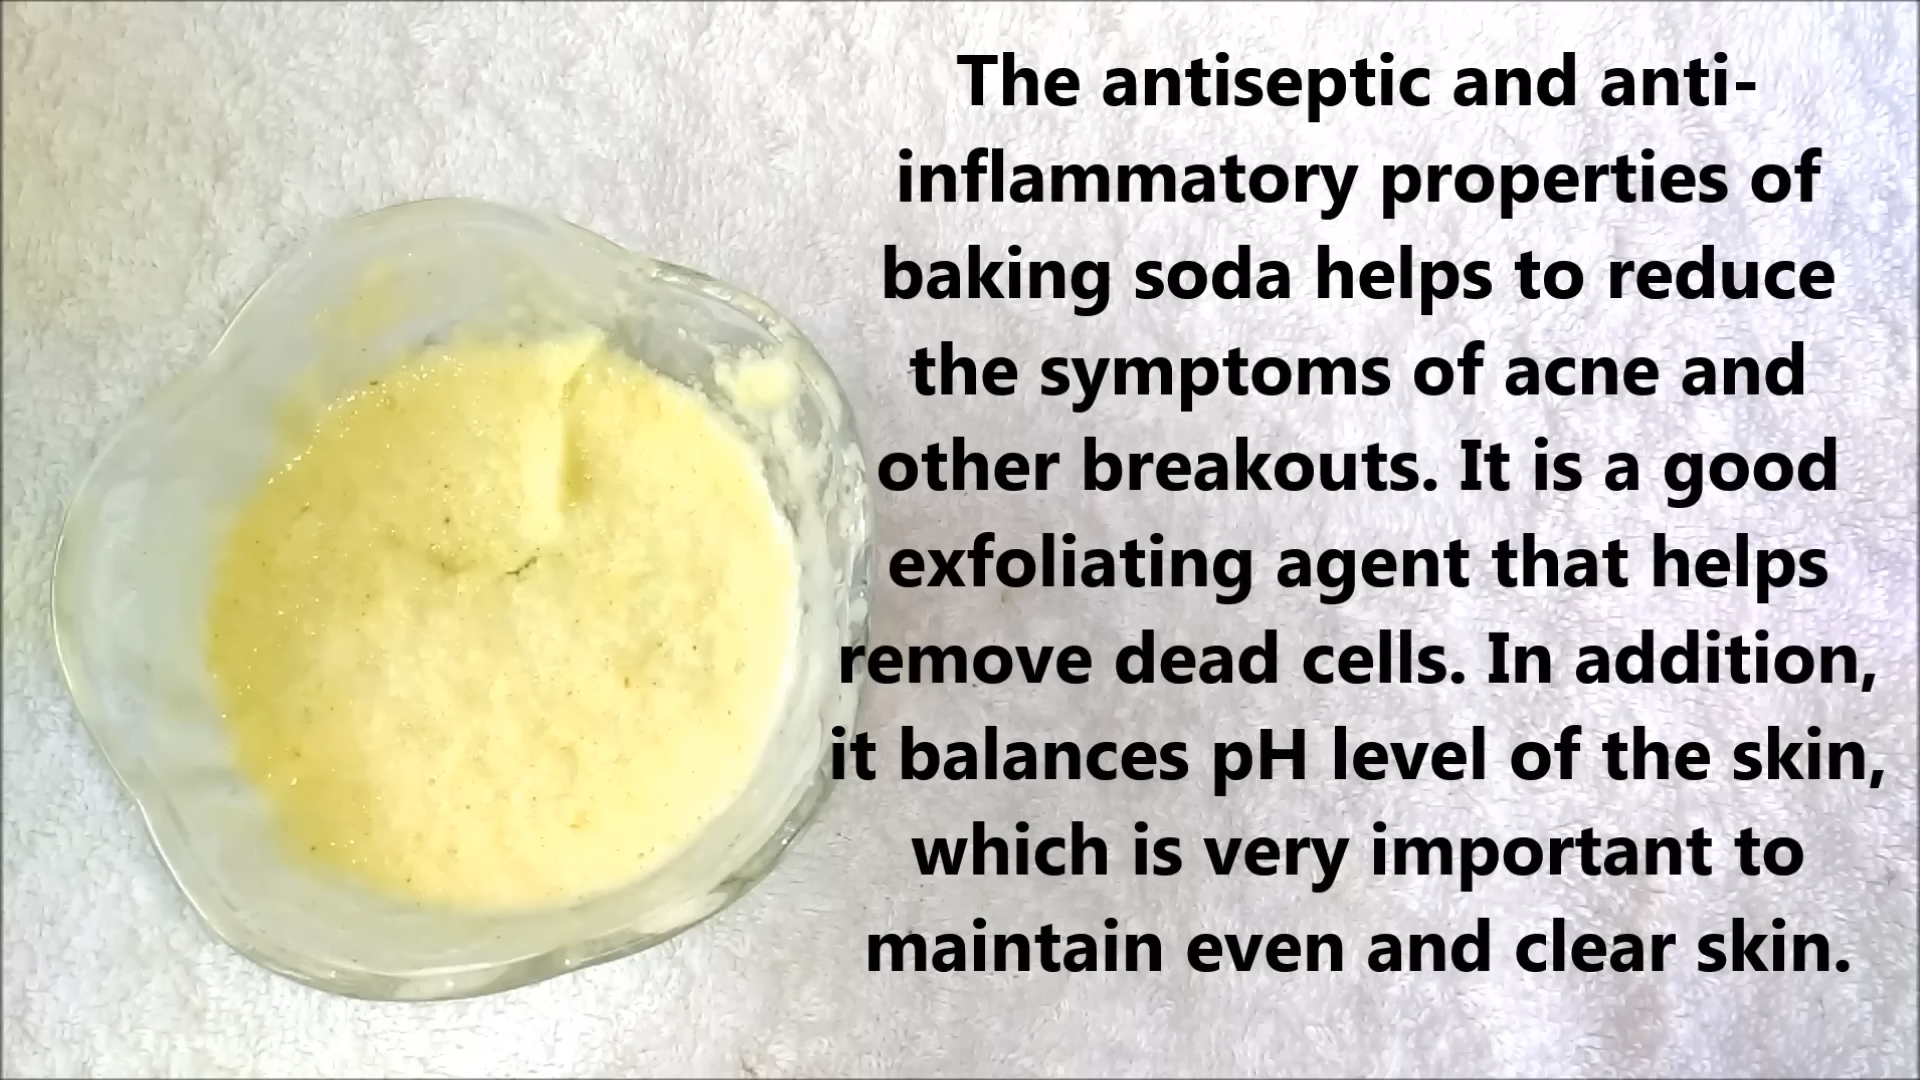 The antiseptic and anti-
inflammatory properties of
baking soda helps to reduce
the symptoms of acne and
other breakouts. It is a good
exfoliating agent that helps
remove dead cells. In addition,
it balances pH level of the skin,
which is very important to
maintain even and clear skin.